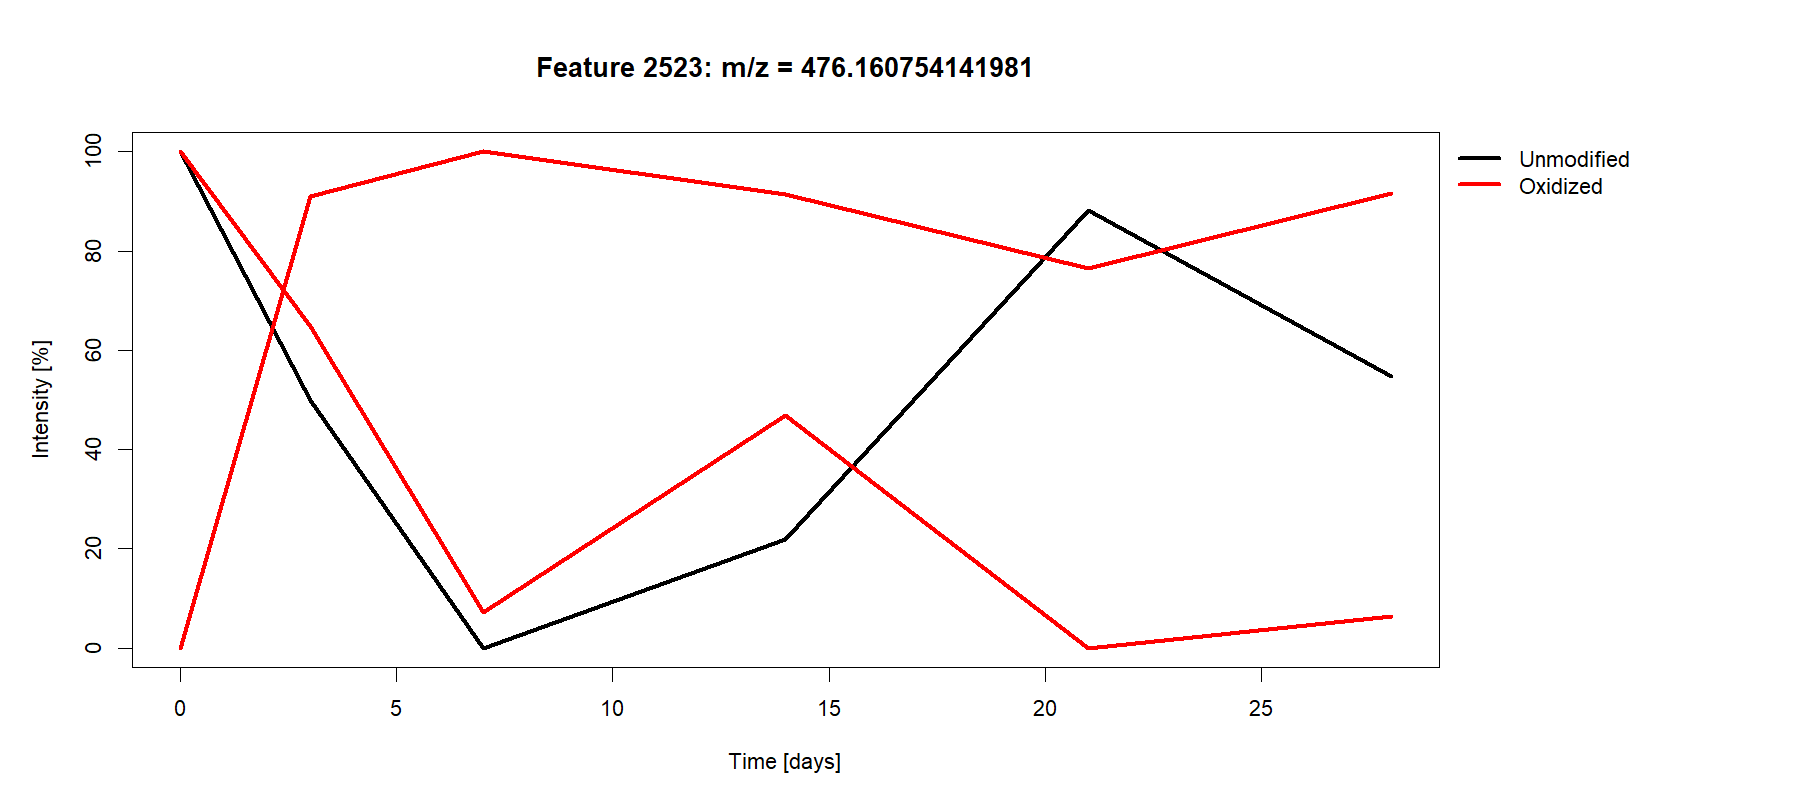 Feature 2523: m/z = 476.160754141981
Unmodified
Oxidized
Intensity [%]
100
80
60
40
20
0
0 5 10 15 20 25
Time [days]